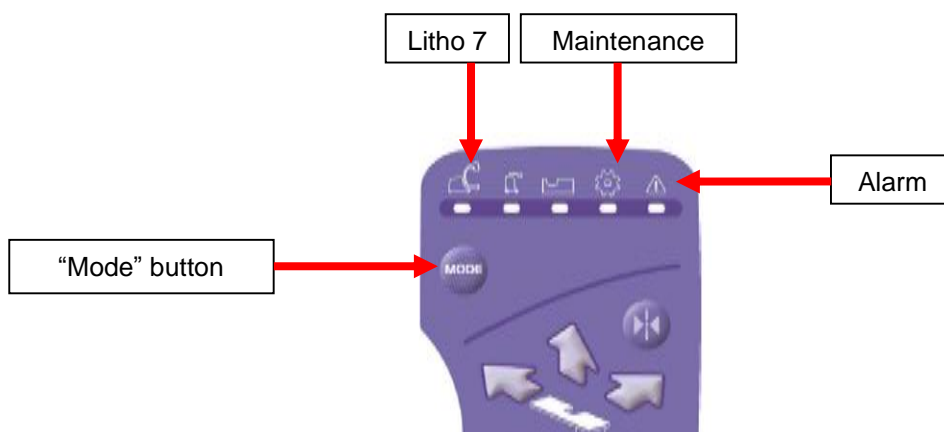 Litho 7
Maintenance
Alarm
“Mode” button
MODE